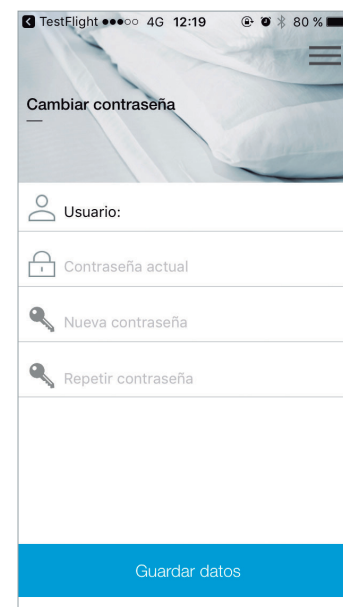 TestFlight 4G 12:19 80 %
Cambiar contraseña
Usuario:
Contraseña actual
Nueva contraseña
Repetir contraseña
Guardar datos